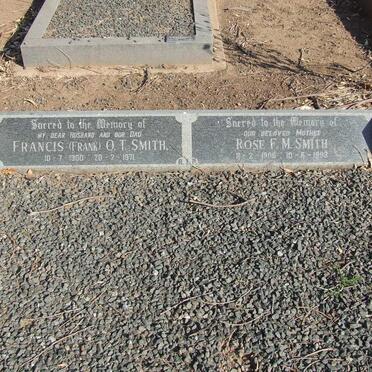 Sacred to the Memory of
MY DEAR HUSBAND AND OUR DAD
FRANCIS (FRANK) O. T. SMITH.
10 - 7 - 1900 20 - 7 - 1971
Sacred to the Memory of
OUR BELOVED MOTHER
ROSE F. M. SMITH